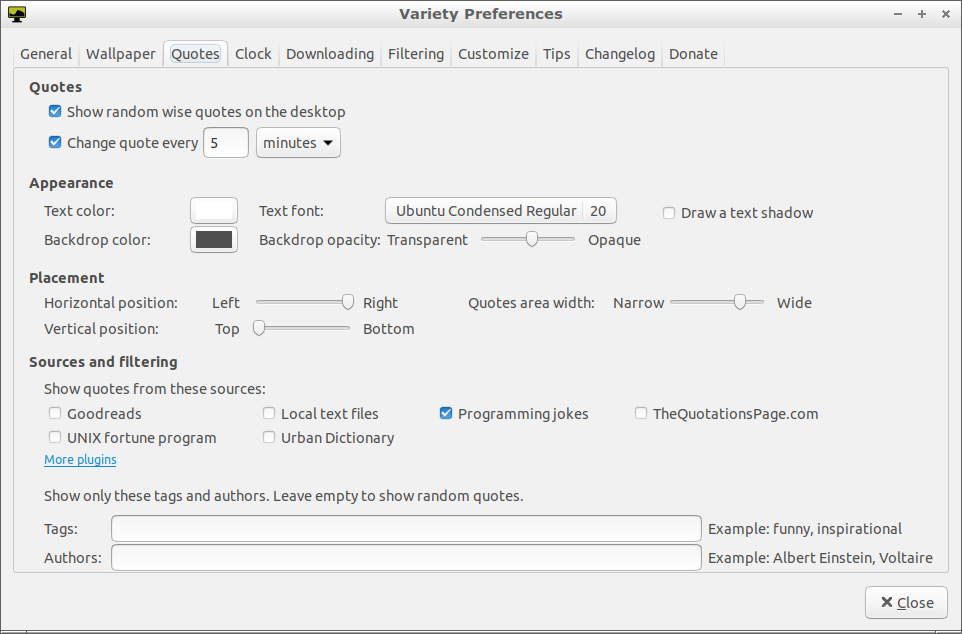 Variety Preferences
General Wallpaper Quotes Clock Downloading Filtering Customize Tips Changelog Donate
Quotes
Show random wise quotes on the desktop
Change quote every 5 minutes
Appearance
Text color: Text font: Ubuntu Condensed Regular 20 Draw a text shadow
Backdrop color: Backdrop opacity: Transparent Opaque
Placement
Horizontal position: Left Right Quotes area width: Narrow Wide
Vertical position: Top Bottom
Sources and filtering
Show quotes from these sources:
Goodreads Local text files Programming jokes TheQuotationsPage.com
UNIX fortune program Urban Dictionary
More plugins
Show only these tags and authors. Leave empty to show random quotes.
Tags: Example: funny, inspirational
Authors: Example: Albert Einstein, Voltaire
Close